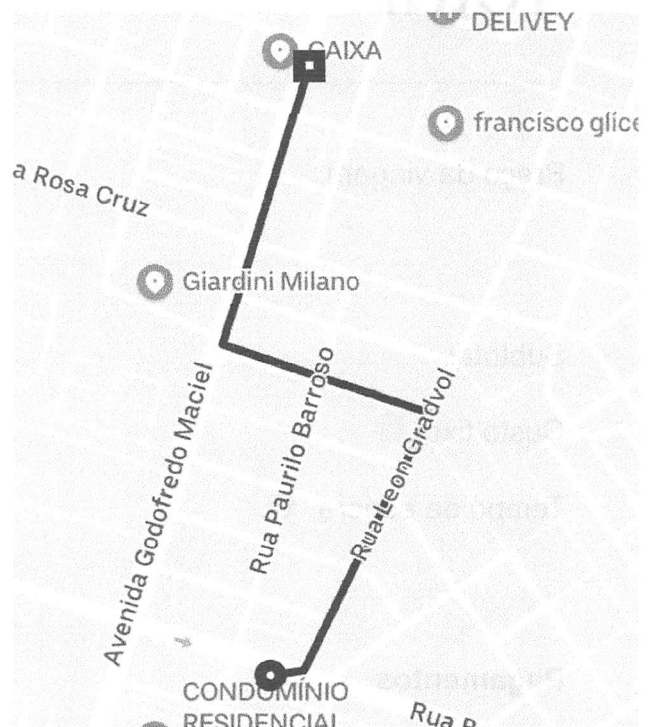 DELIVEY
CAIXA
francisco glice
a Rosa Cruz
Giardini Milano
Avenida Godofredo Maciel
Rua Paurilo Barroso
Rua Leon Gradvol
CONDOMÍNIO
RESIDENCIAL
Rua